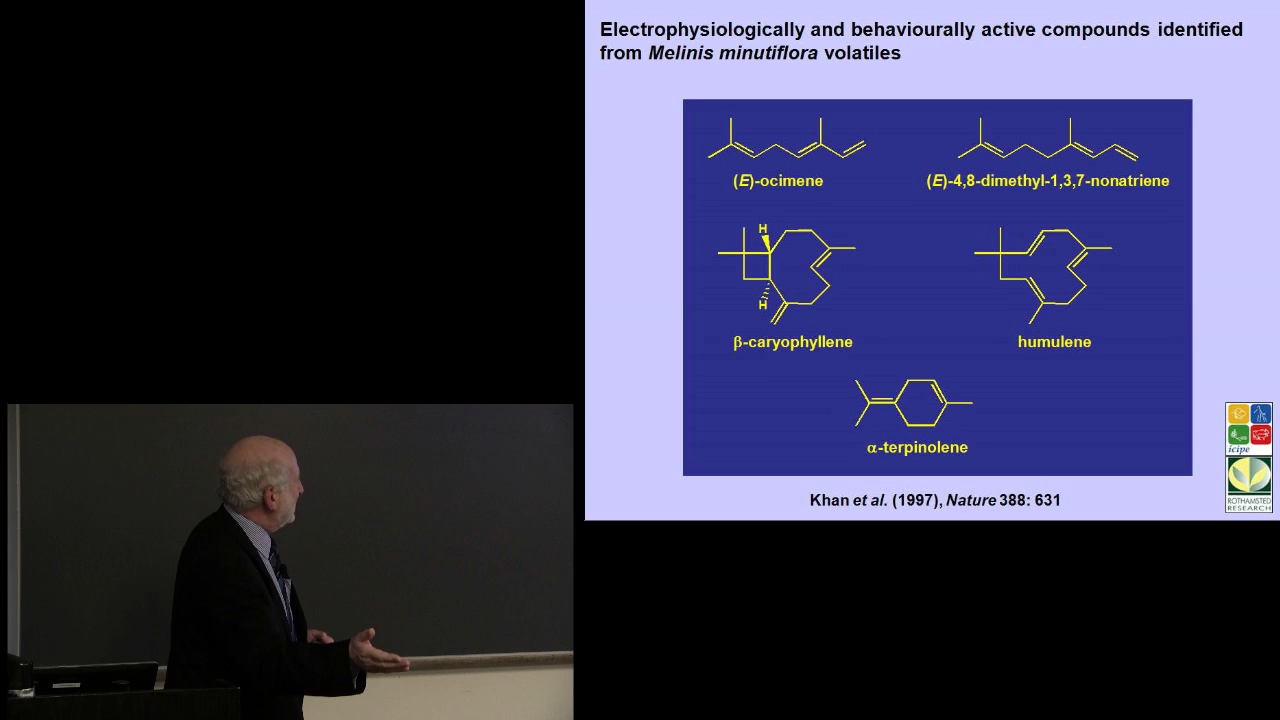 Electrophysiologically and behaviourally active compounds identified
from Melinis minutiflora volatiles
(E)-ocimene
(E)-4,8-dimethyl-1,3,7-nonatriene
H
H
β-caryophyllene
humulene
α-terpinolene
Khan et al. (1997), Nature 388: 631
icipe
ROTHAMSTED
RESEARCH